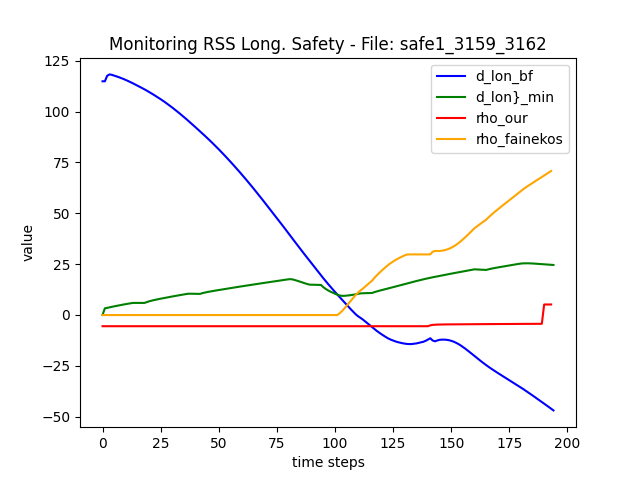 Monitoring RSS Long. Safety - File: safe1_3159_3162
125
100
75
50
25
0
−25
−50
value
0 25 50 75 100 125 150 175 200
time steps
d_lon_bf
d_lon}_min
rho_our
rho_fainekos